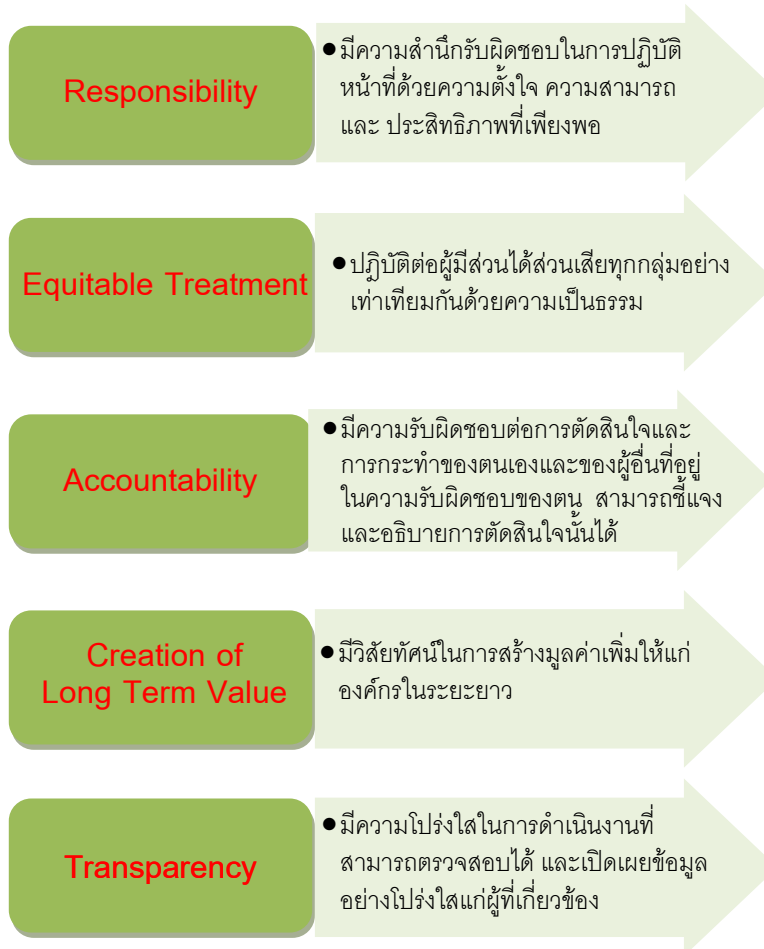 Responsibility
● มีความสำนึกรับผิดชอบในการปฏิบัติ
หน้าที่ด้วยความตั้งใจ ความสามารถ
และ ประสิทธิภาพที่เพียงพอ
Equitable Treatment
● ปฎิบัติต่อผู้มีส่วนได้ส่วนเสียทุกกลุ่มอย่าง
เท่าเทียมกันด้วยความเป็นธรรม
Accountability
● มีความรับผิดชอบต่อการตัดสินใจและ
การกระทำของตนเองและของผู้อื่นที่อยู่
ในความรับผิดชอบของตน สามารถชี้แจง
และอธิบายการตัดสินใจนั้นได้
Creation of
Long Term Value
● มีวิสัยทัศน์ในการสร้างมูลค่าเพิ่มให้แก่
องค์กรในระยะยาว
Transparency
● มีความโปร่งใสในการดำเนินงานที่
สามารถตรวจสอบได้ และเปิดเผยข้อมูล
อย่างโปร่งใสแก่ผู้ที่เกี่ยวข้อง